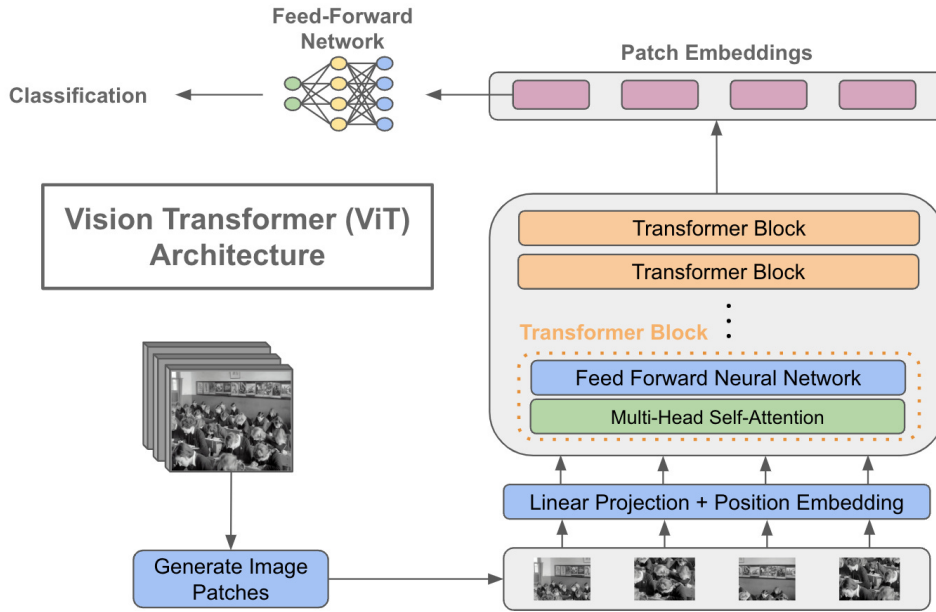 Feed-Forward
Network
Patch Embeddings
Classification
Vision Transformer (ViT)
Architecture
Transformer Block
Transformer Block
Transformer Block
Feed Forward Neural Network
Multi-Head Self-Attention
Linear Projection + Position Embedding
Generate Image
Patches